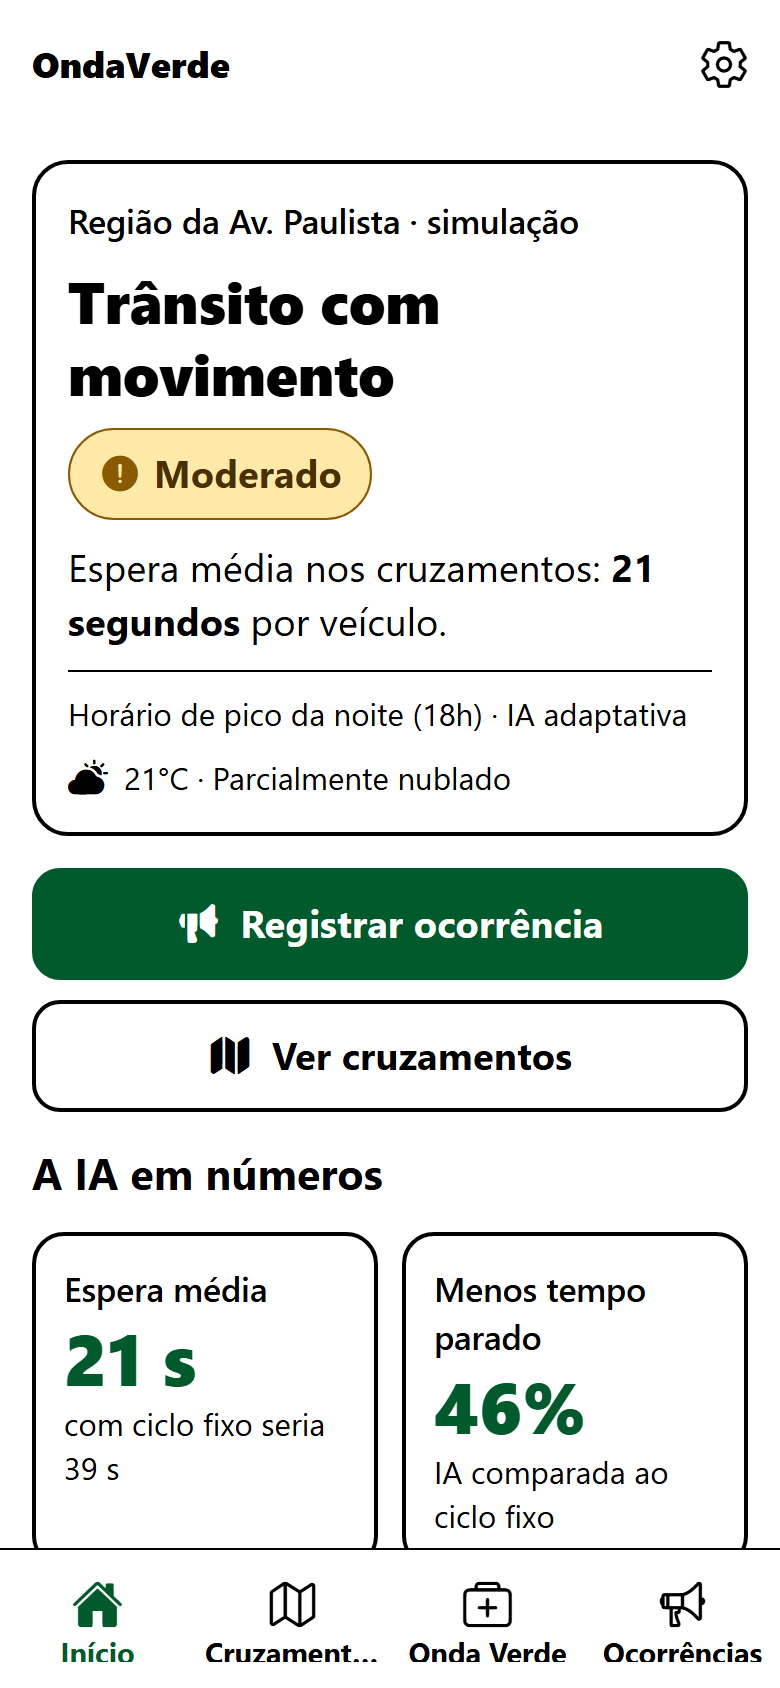 OndaVerde
Região da Av. Paulista · simulação
Trânsito com
movimento
Moderado
Espera média nos cruzamentos: 21
segundos por veículo.
Horário de pico da noite (18h) · IA adaptativa
21°C · Parcialmente nublado
Registrar ocorrência
Ver cruzamentos
A IA em números
Espera média
21 s
com ciclo fixo seria
39 s
Menos tempo
parado
46%
IA comparada ao
ciclo fixo
Início
Cruzament...
Onda Verde
Ocorrências